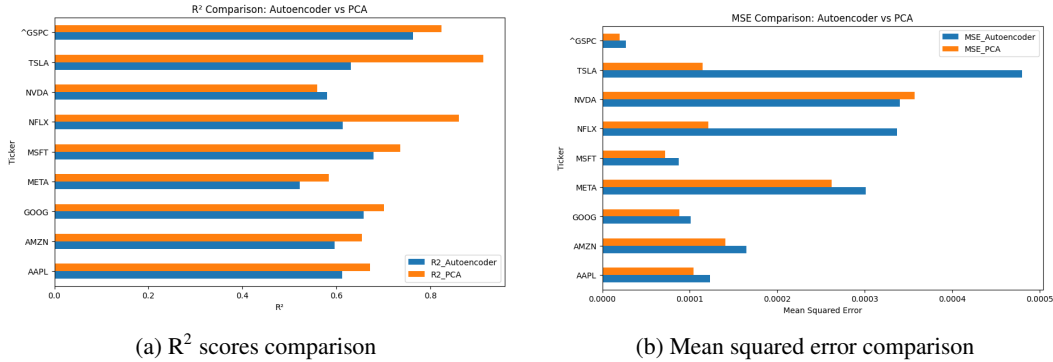 R² Comparison: Autoencoder vs PCA
^GSPC
TSLA
NVDA
NFLX
MSFT
META
GOOG
AMZN
AAPL
Ticker
R2_Autoencoder
R2_PCA
0.0 0.2 0.4 0.6 0.8
R²
(a) R² scores comparison
MSE Comparison: Autoencoder vs PCA
MSE_Autoencoder
MSE_PCA
^GSPC
TSLA
NVDA
NFLX
MSFT
META
GOOG
AMZN
AAPL
Ticker
0.0000 0.0001 0.0002 0.0003 0.0004 0.0005
Mean Squared Error
(b) Mean squared error comparison